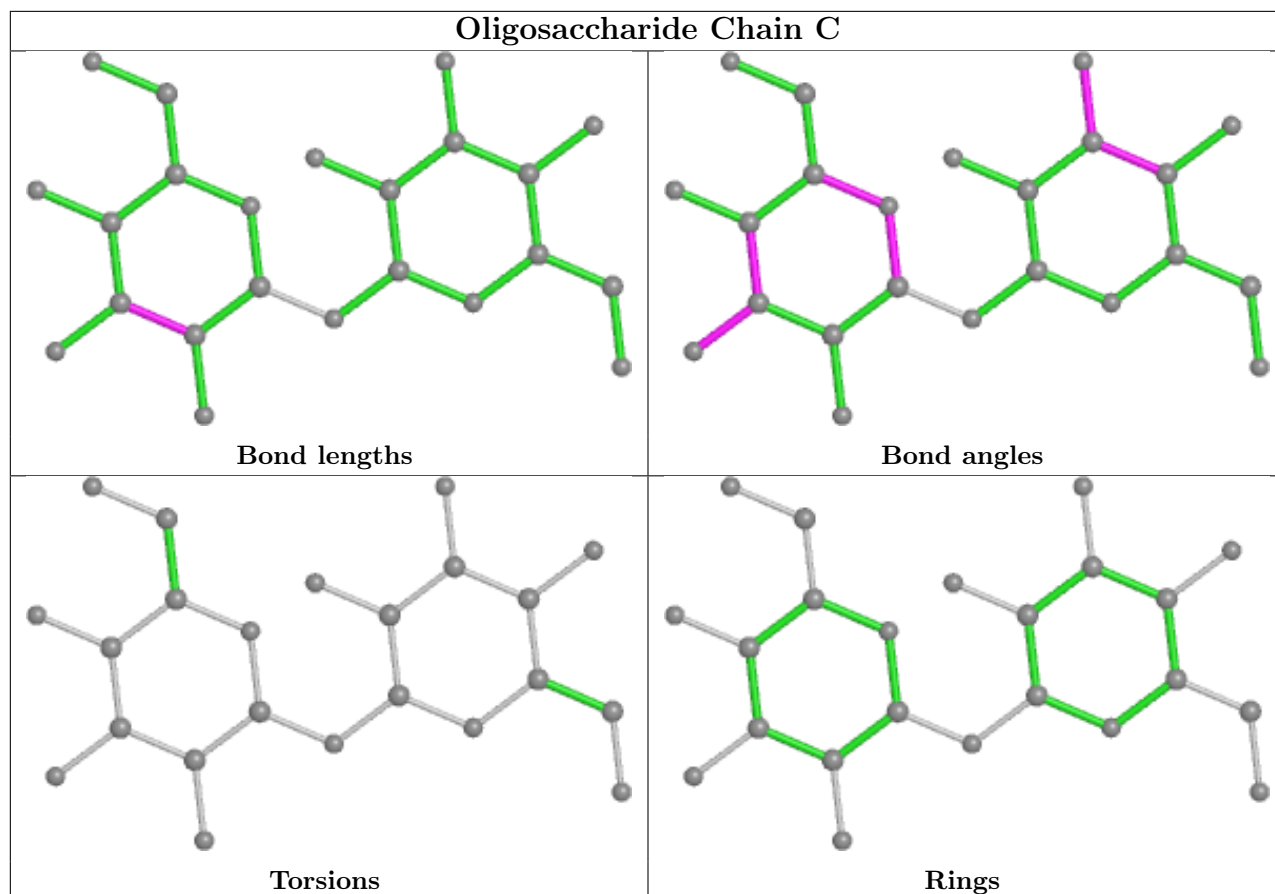 Oligosaccharide Chain C
Bond lengths
Bond angles
Torsions
Rings